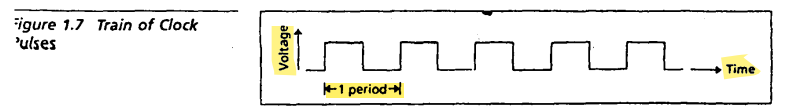 Figure 1.7 Train of Clock
Pulses
Voltage
Time
1 period